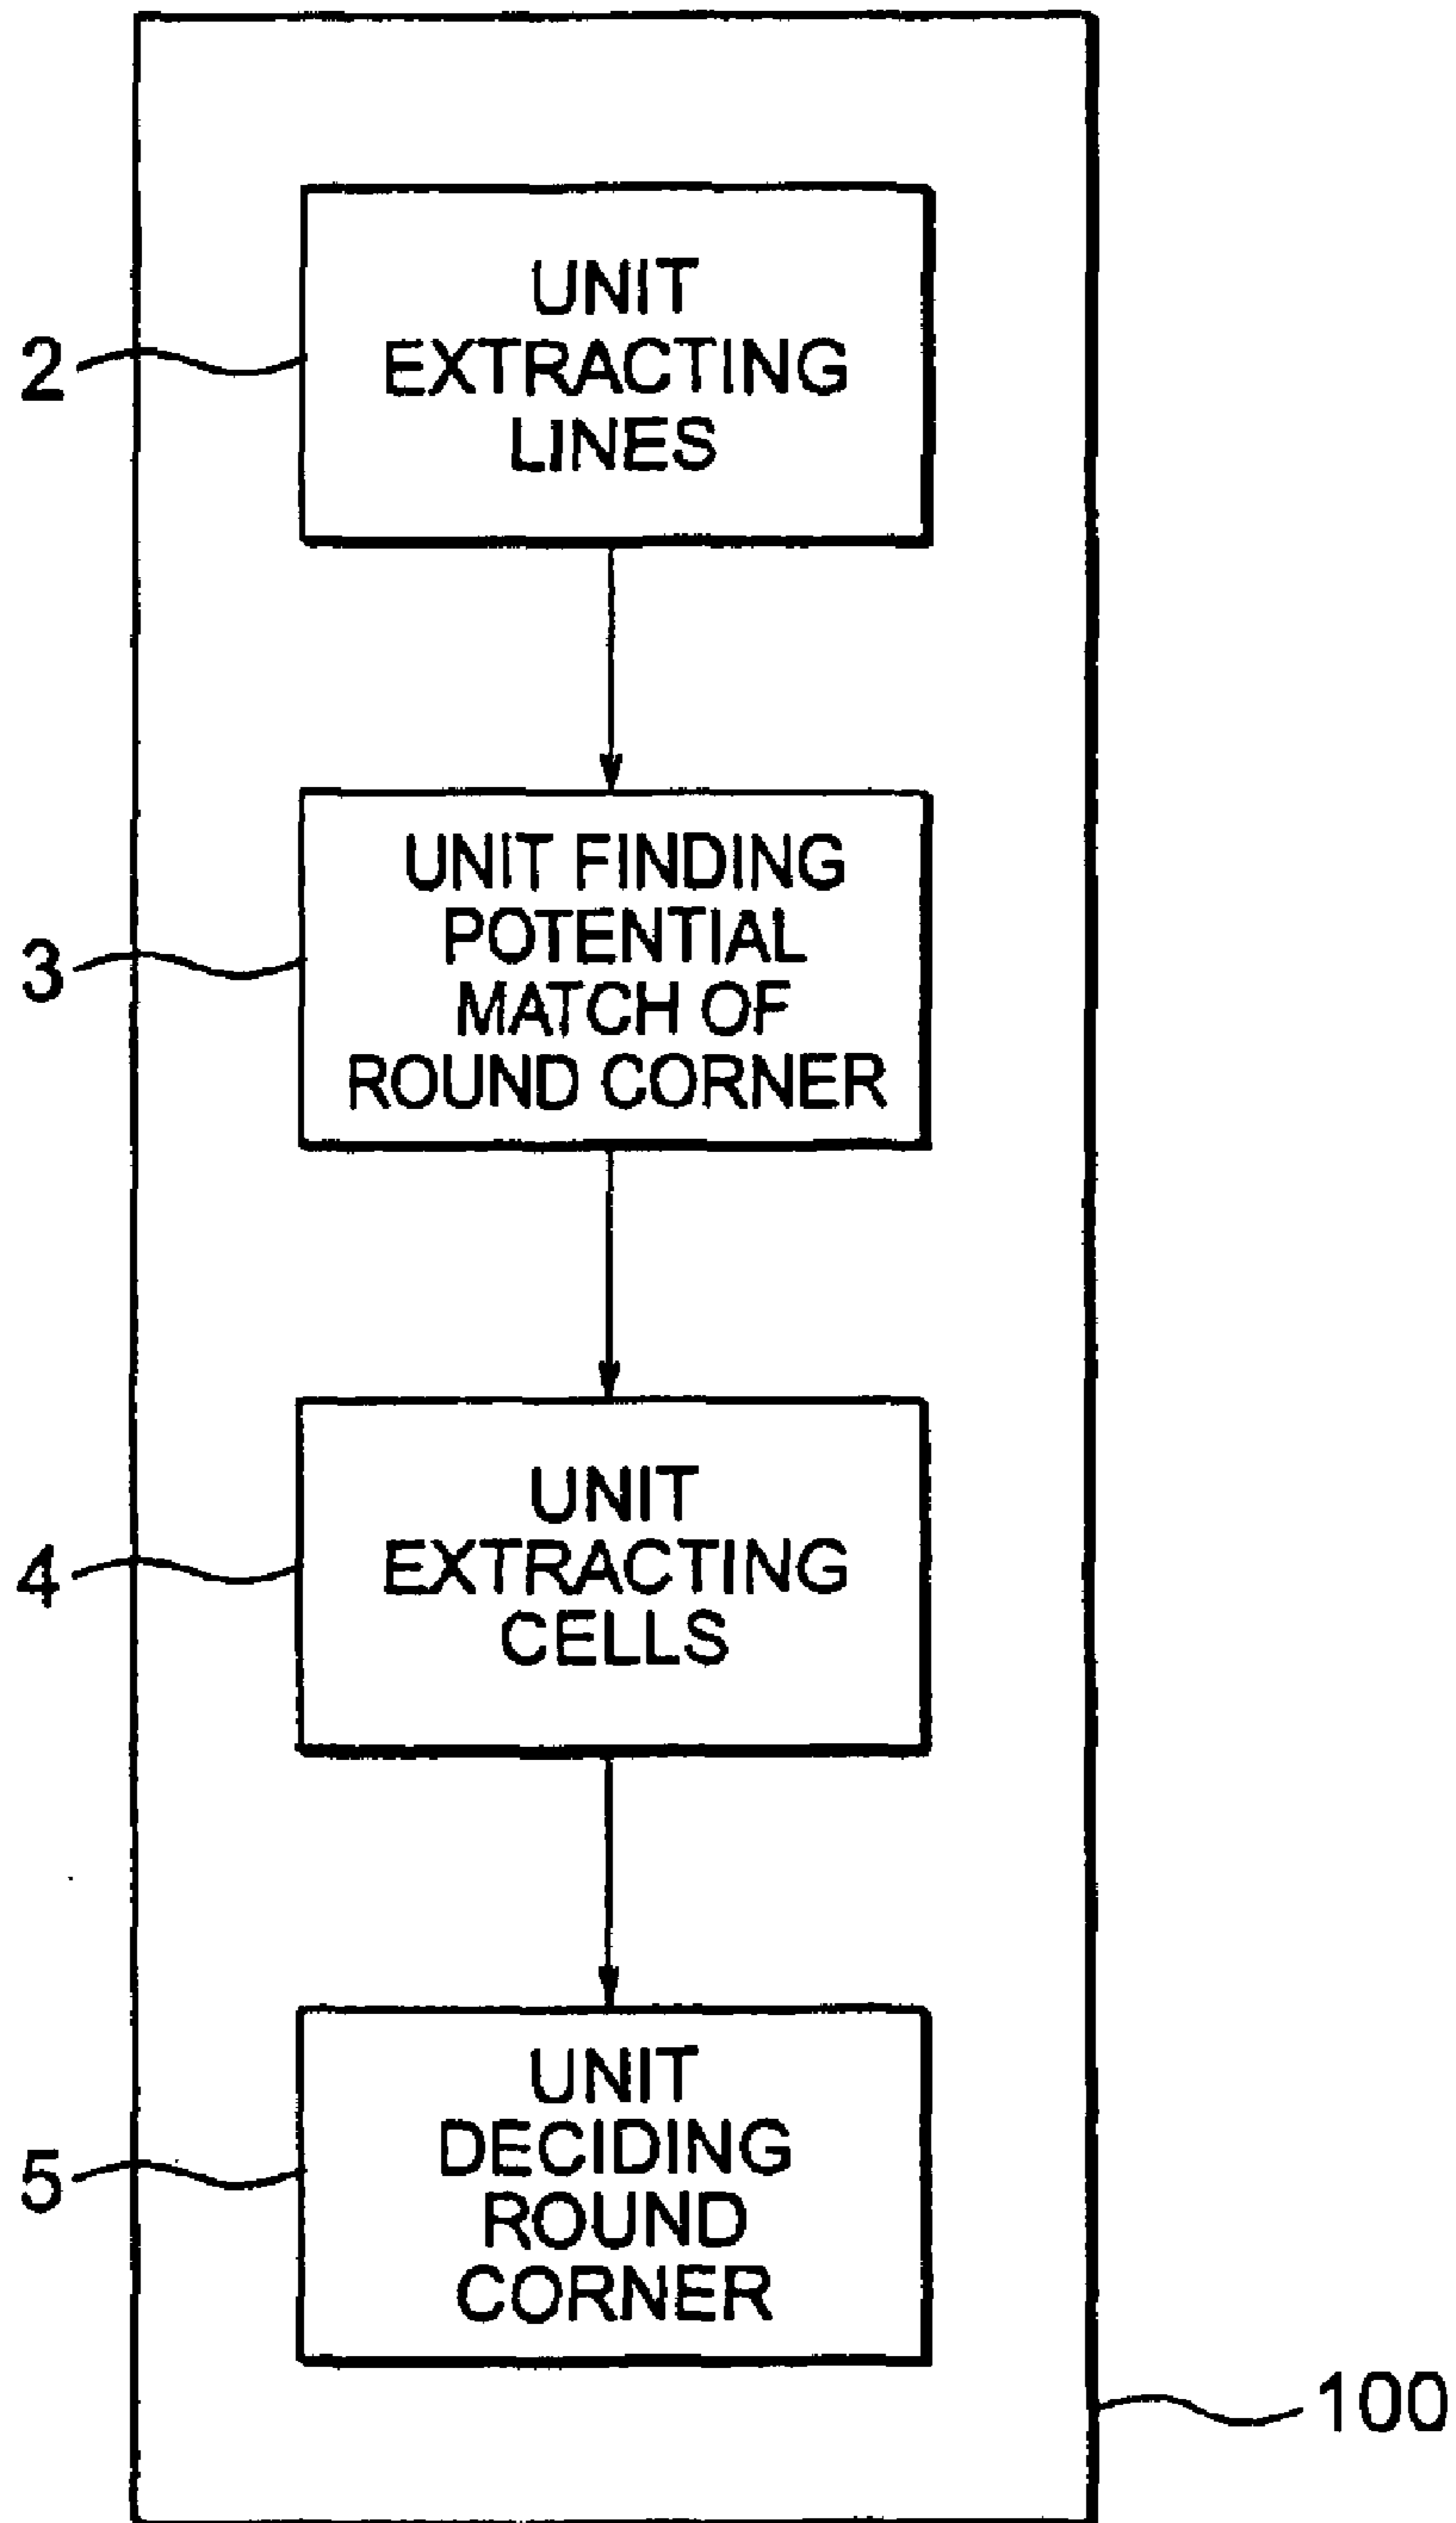 2
UNIT
EXTRACTING
LINES
3
UNIT FINDING
POTENTIAL
MATCH OF
ROUND CORNER
4
UNIT
EXTRACTING
CELLS
5
UNIT
DECIDING
ROUND
CORNER
100